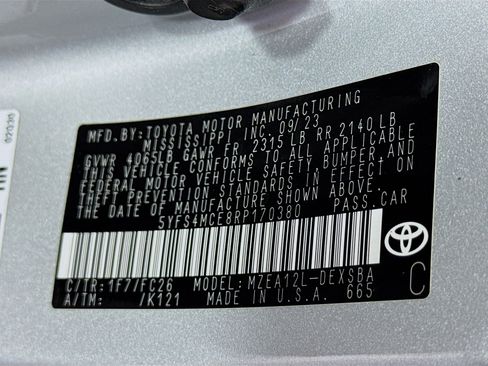 MFD.BY:TOYOTA MOTOR MANUFACTURING
MISSISSIPPI INC. 09/23
GVWR 4065LB GAWR FR 2315 LB RR 2140 LB
THIS VEHICLE CONFORMS TO ALL APPLICABLE
FEDERAL MOTOR VEHICLE SAFETY, BUMPER, AND
THEFT PREVENTION STANDARDS IN EFFECT ON
THE DATE OF MANUFACTURE SHOWN ABOVE.
5YFS4MCE8RP170380 PASS.CAR
C/TR:1F7/FC26 MODEL:MZEA12L-DEXSBA
A/TM: /K121 MADE IN U.S.A. 665
C